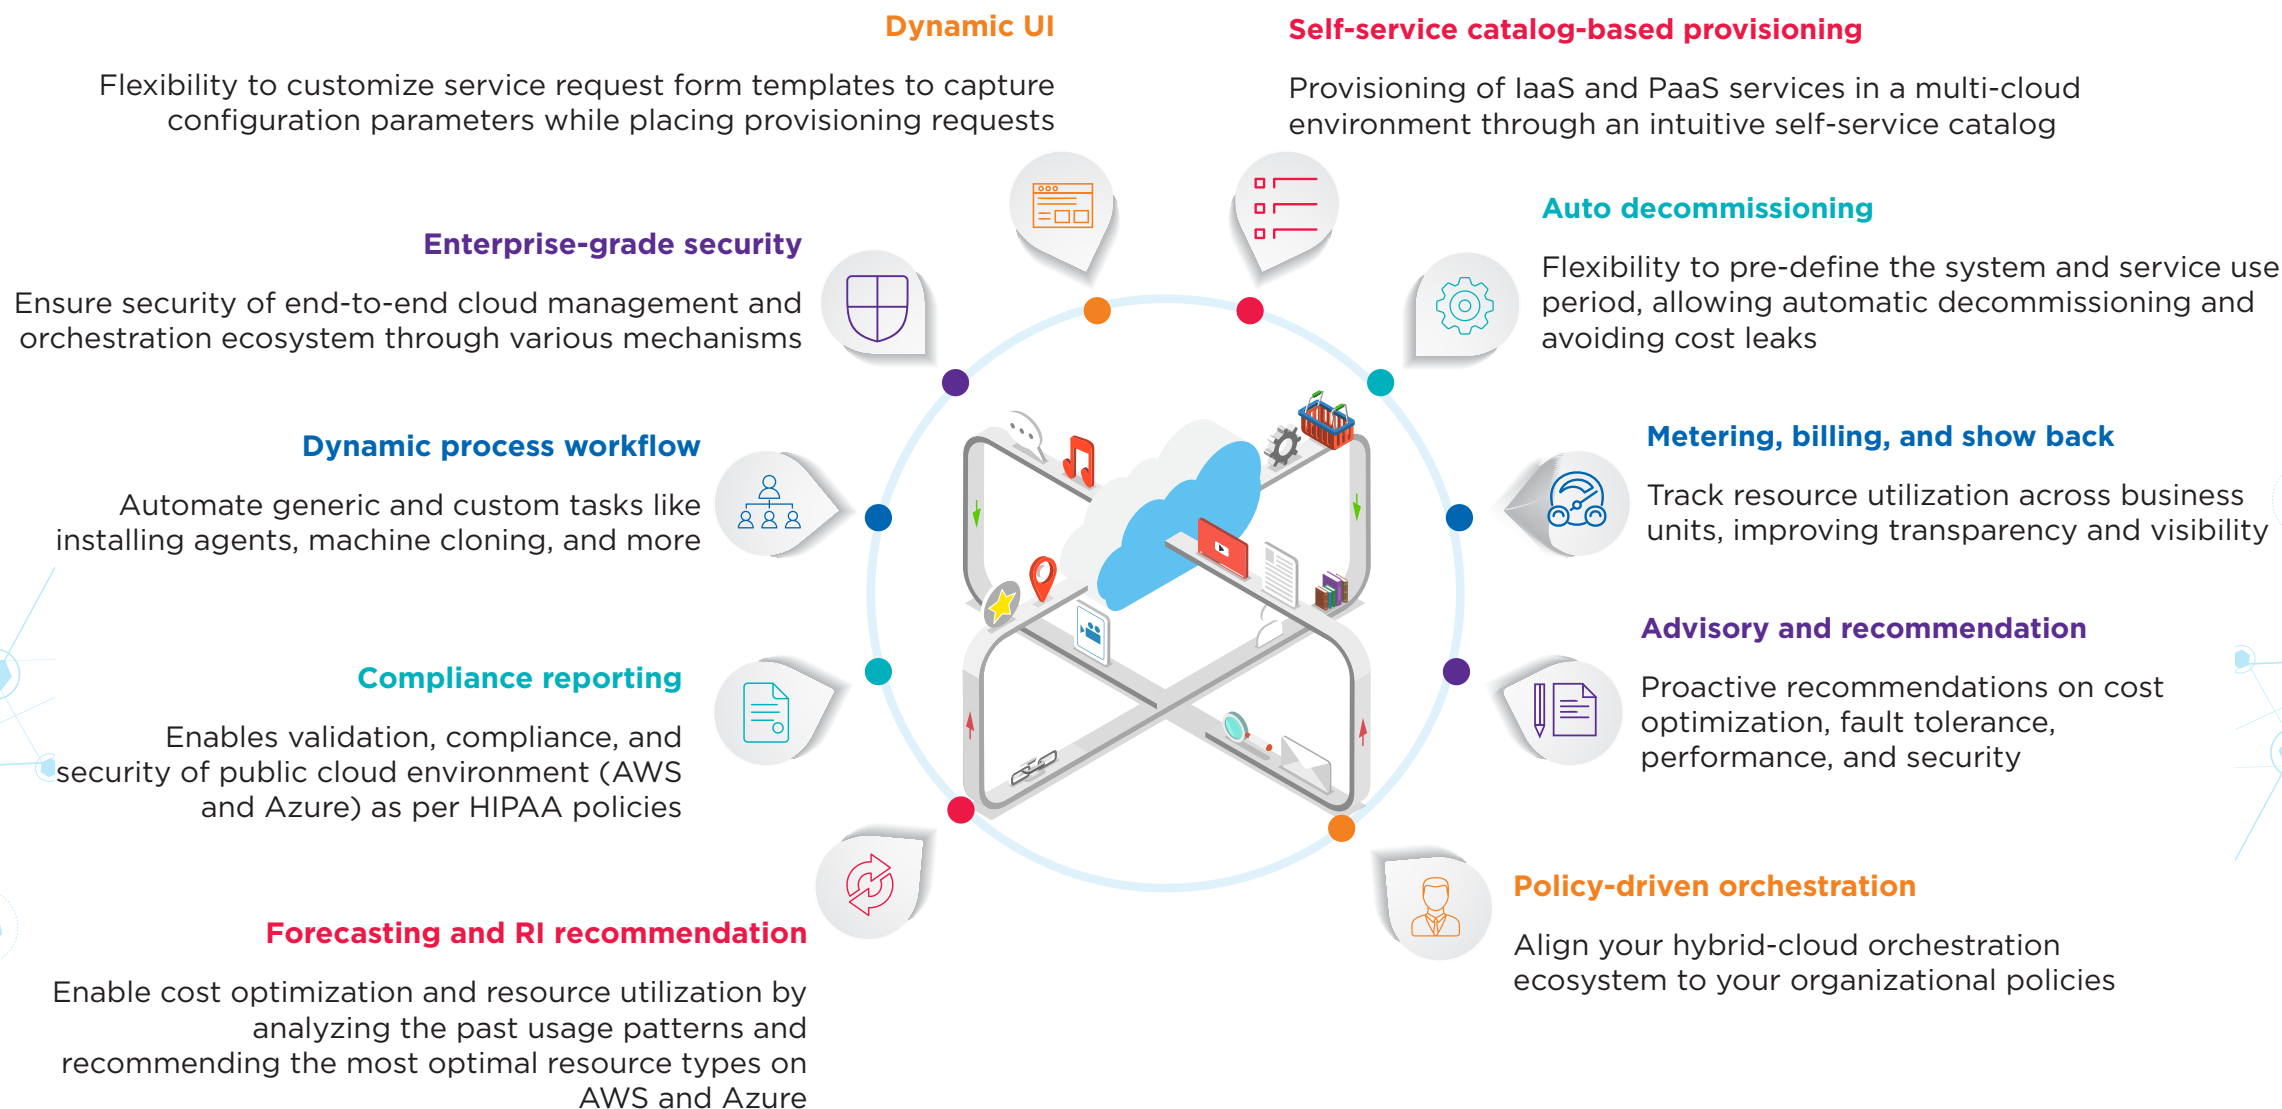 Dynamic UI
Flexibility to customize service request form templates to capture
configuration parameters while placing provisioning requests
Self-service catalog-based provisioning
Provisioning of IaaS and PaaS services in a multi-cloud
environment through an intuitive self-service catalog
Enterprise-grade security
Ensure security of end-to-end cloud management and
orchestration ecosystem through various mechanisms
Auto decommissioning
Flexibility to pre-define the system and service use
period, allowing automatic decommissioning and
avoiding cost leaks
Dynamic process workflow
Automate generic and custom tasks like
installing agents, machine cloning, and more
Metering, billing, and show back
Track resource utilization across business
units, improving transparency and visibility
Compliance reporting
Enables validation, compliance, and
security of public cloud environment (AWS
and Azure) as per HIPAA policies
Advisory and recommendation
Proactive recommendations on cost
optimization, fault tolerance,
performance, and security
Forecasting and RI recommendation
Enable cost optimization and resource utilization by
analyzing the past usage patterns and
recommending the most optimal resource types on
AWS and Azure
Policy-driven orchestration
Align your hybrid-cloud orchestration
ecosystem to your organizational policies